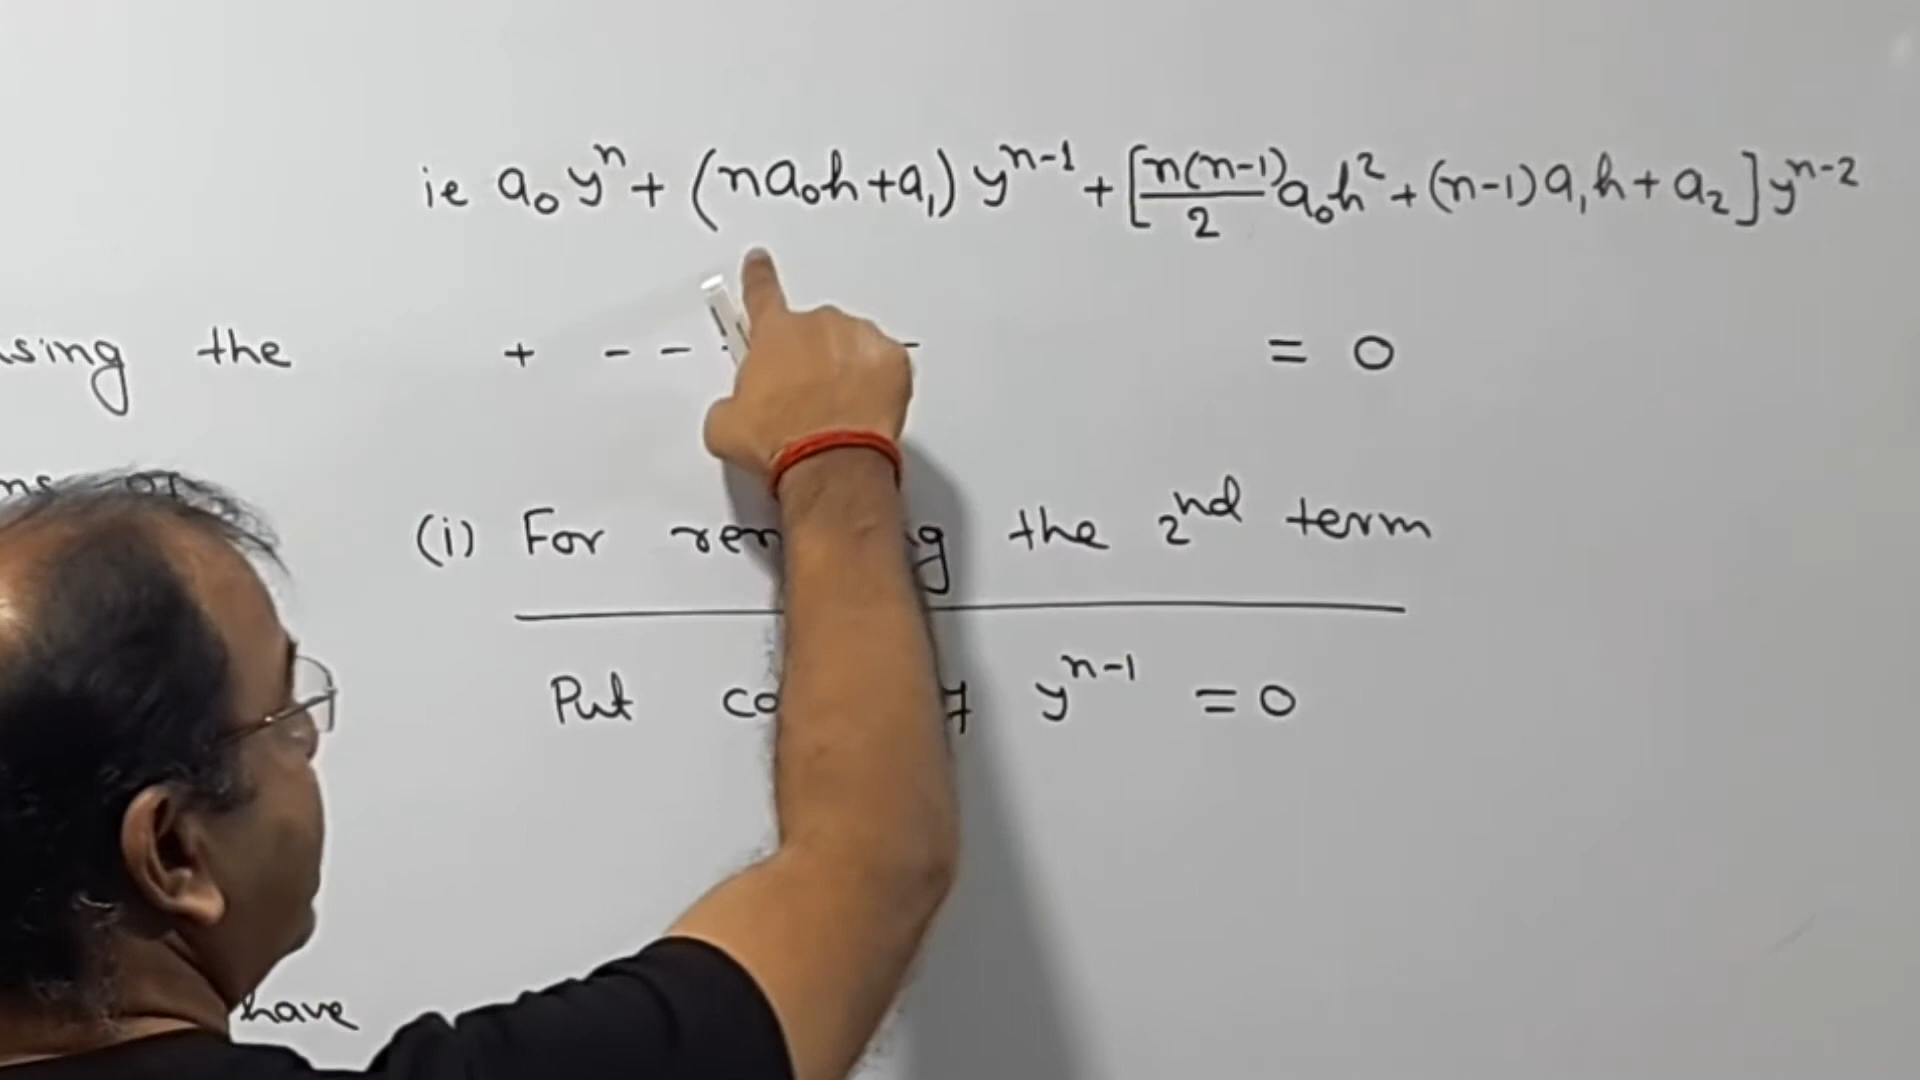 ie a₀yⁿ + (na₀h+a₁) yⁿ⁻¹ + [n(n-1)/2 a₀h² + (n-1)a₁h + a₂] yⁿ⁻²
the + -- - = 0
(i) For the 2nd term
Put yⁿ⁻¹ = 0
have